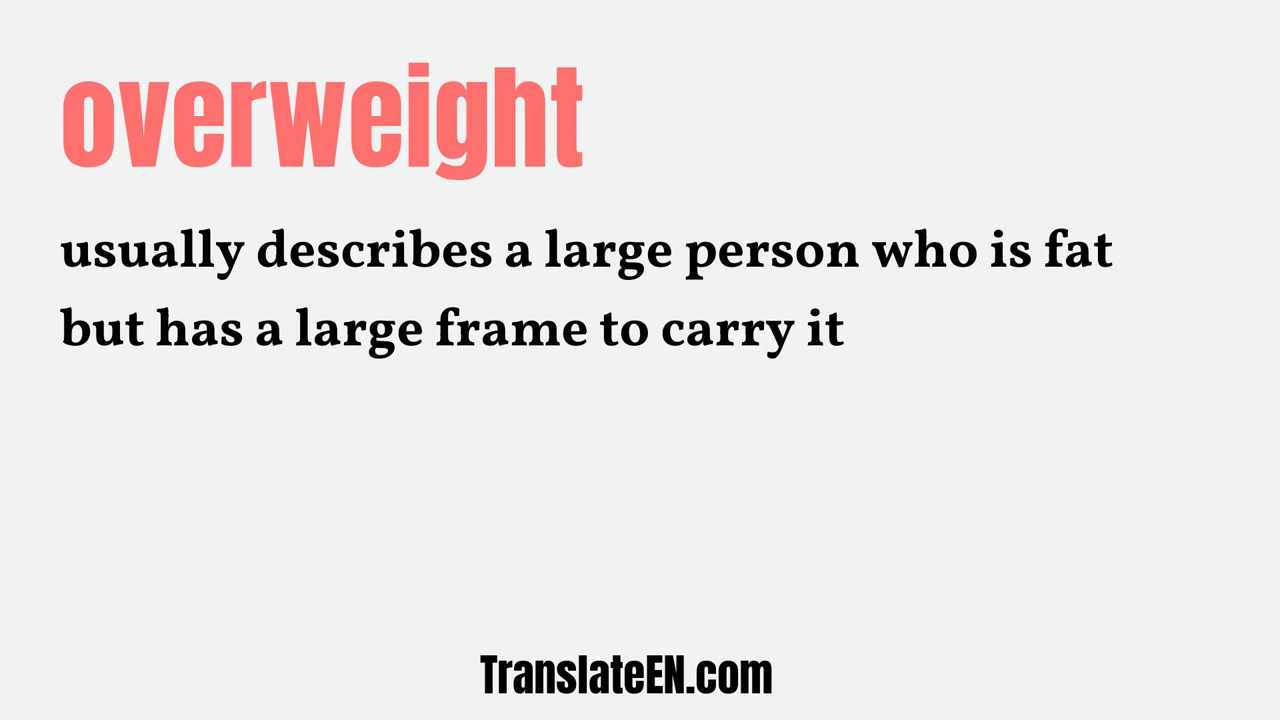 overweight
usually describes a large person who is fat
but has a large frame to carry it
TranslateEN.com